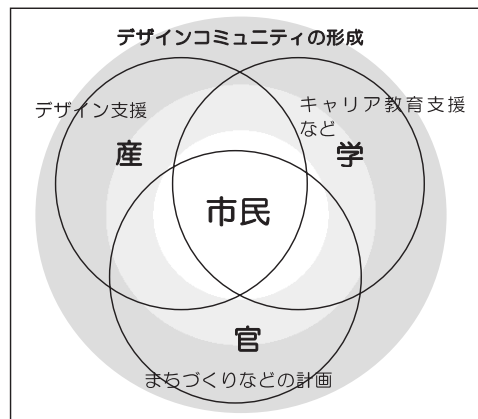 デザインコミュニティの形成
デザイン支援
キャリア教育支援
など
産
学
市民
官
まちづくりなどの計画